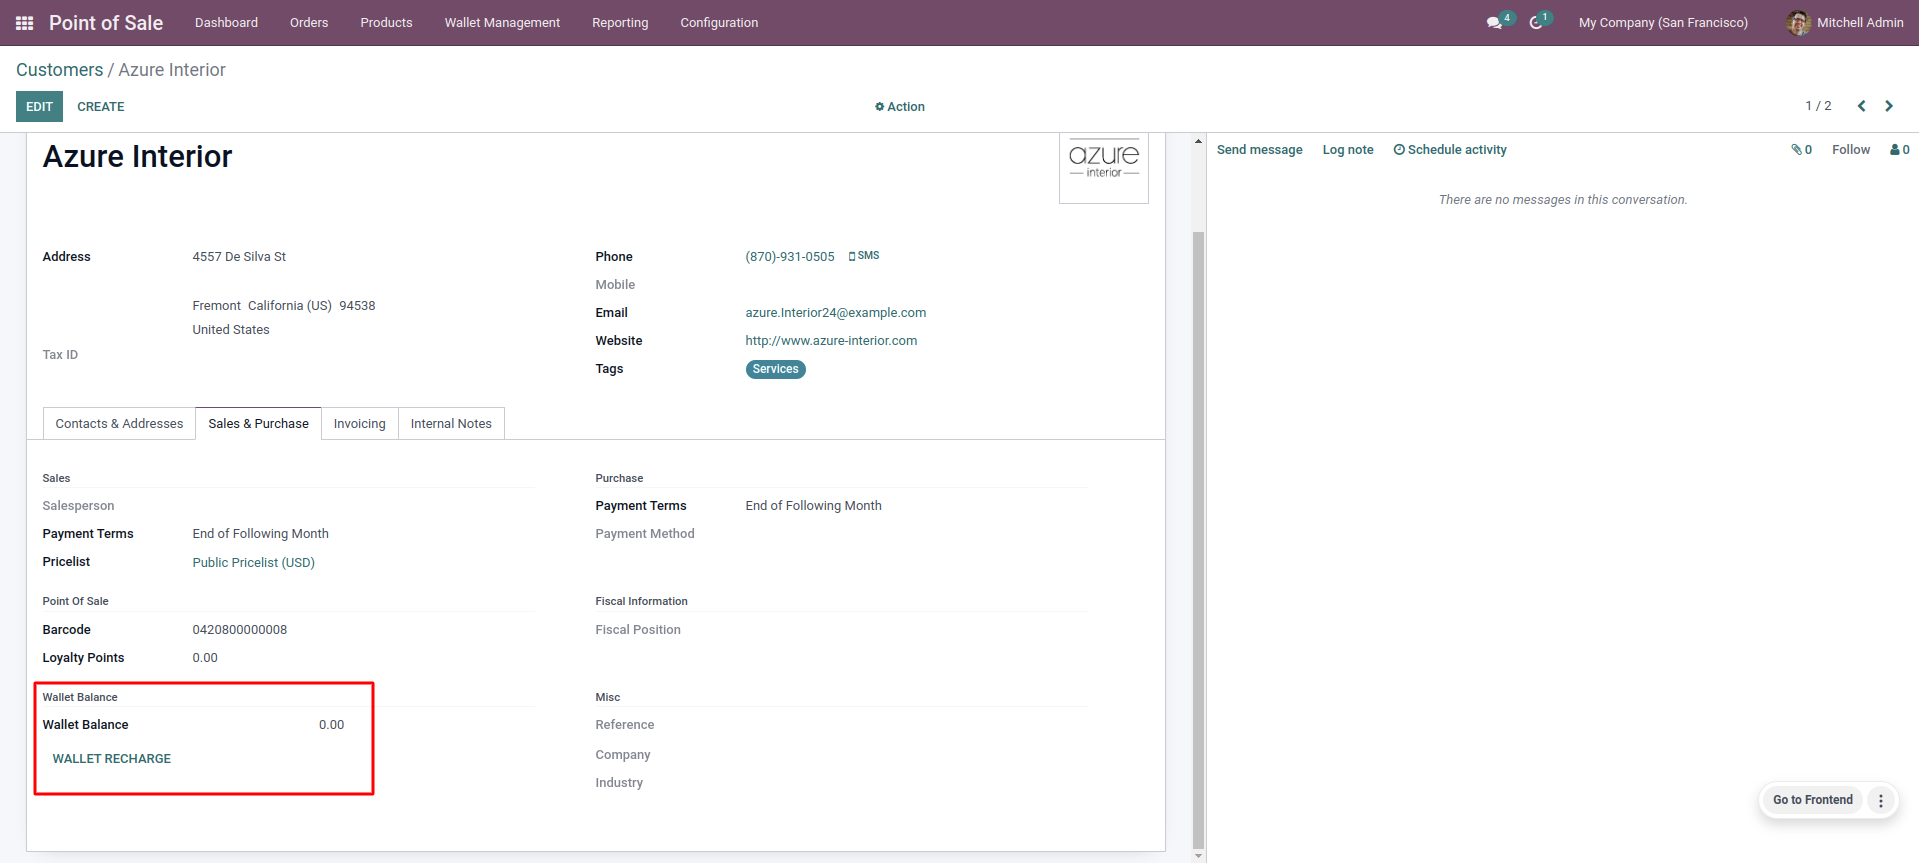 Point of Sale Dashboard Orders Products Wallet Management Reporting Configuration 4 1 My Company (San Francisco) Mitchell Admin
Customers / Azure Interior
EDIT CREATE Action 1 / 2
Azure Interior
azure
interior
Send message Log note Schedule activity 0 Follow 0
There are no messages in this conversation.
Address 4557 De Silva St
Fremont California (US) 94538
United States
Tax ID
Phone (870)-931-0505 SMS
Mobile
Email azure.Interior24@example.com
Website http://www.azure-interior.com
Tags Services
Contacts & Addresses Sales & Purchase Invoicing Internal Notes
Sales
Salesperson
Payment Terms End of Following Month
Pricelist Public Pricelist (USD)
Purchase
Payment Terms End of Following Month
Payment Method
Point Of Sale
Barcode 0420800000008
Loyalty Points 0.00
Fiscal Information
Fiscal Position
Wallet Balance
Wallet Balance 0.00
WALLET RECHARGE
Misc
Reference
Company
Industry
Go to Frontend